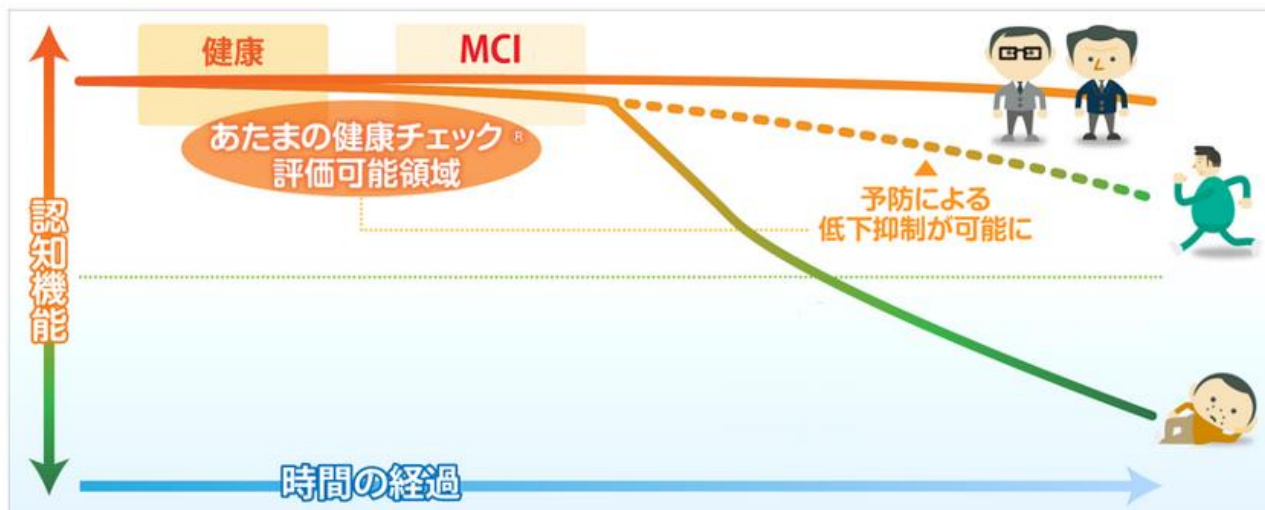 健康
MCI
あたまの健康チェック®
評価可能領域
予防による
低下抑制が可能に
認知機能
時間の経過